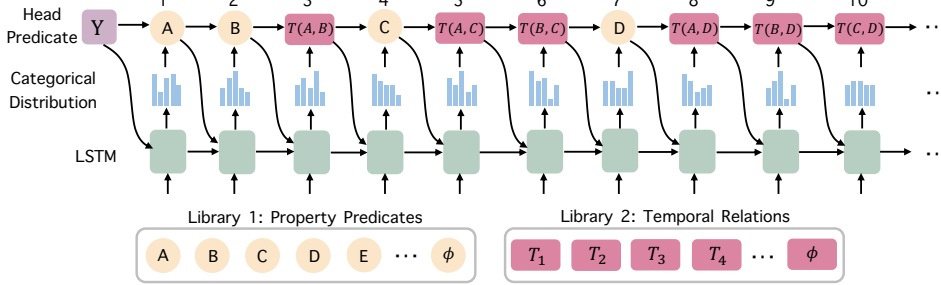 1 2 3 4 5 6 7 8 9 10
Head
Predicate
Y A B T(A, B) C T(A, C) T(B, C) D T(A, D) T(B, D) T(C, D) ···
Categorical
Distribution
LSTM
Library 1: Property Predicates
A B C D E ··· ϕ
Library 2: Temporal Relations
T₁ T₂ T₃ T₄ ··· ϕ